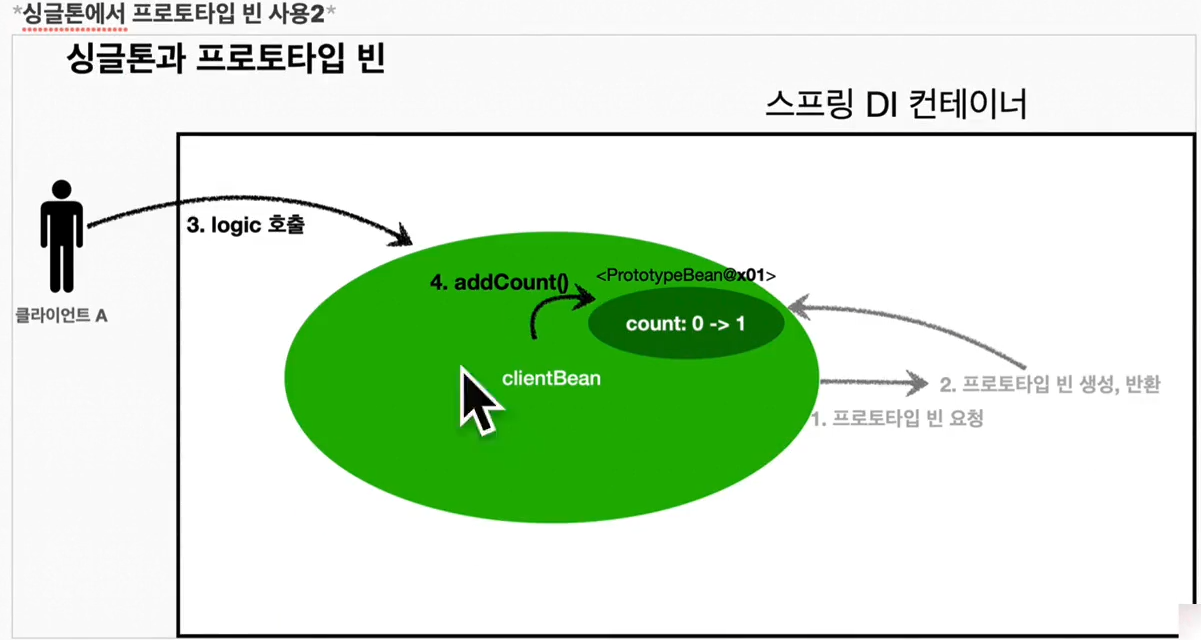 *싱글톤에서 프로토타입 빈 사용2*
싱글톤과 프로토타입 빈
스프링 DI 컨테이너
3. logic 호출
4. addCount()
<PrototypeBean@x01>
count: 0 -> 1
클라이언트 A
clientBean
2. 프로토타입 빈 생성, 반환
1. 프로토타입 빈 요청